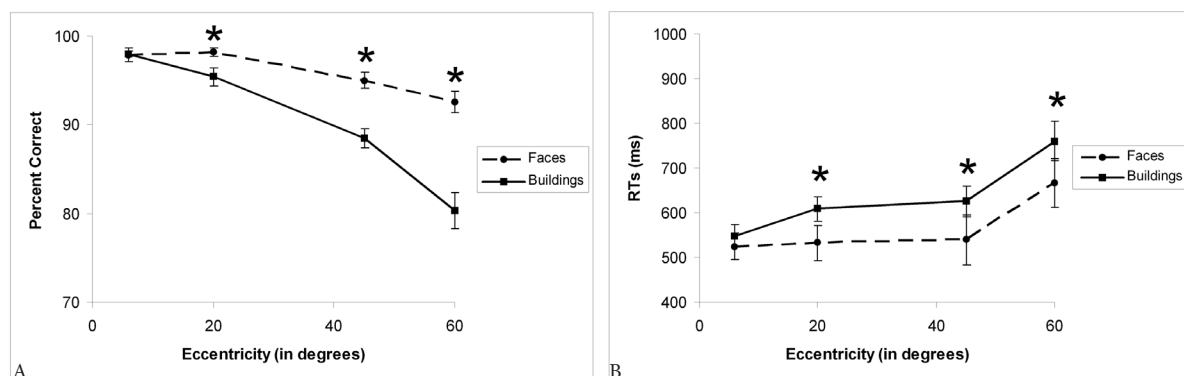 100
90
80
70
0
20
40
60
Percent Correct
Eccentricity (in degrees)
*
*
*
Faces
Buildings
A
1000
900
800
700
600
500
400
0
20
40
60
RTs (ms)
Eccentricity (in degrees)
*
*
*
Faces
Buildings
B